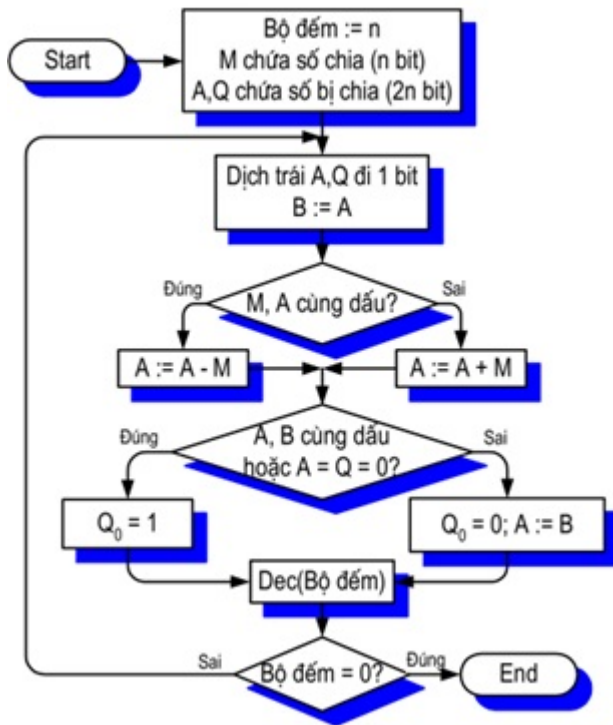 Start
Bộ đếm := n
M chứa số chia (n bit)
A,Q chứa số bị chia (2n bit)
Dịch trái A,Q đi 1 bit
B := A
Đúng
M, A cùng dấu?
Sai
A := A - M
A := A + M
Đúng
A, B cùng dấu
hoặc A = Q = 0?
Sai
Q₀ = 1
Q₀ = 0; A := B
Dec(Bộ đếm)
Sai
Bộ đếm = 0?
Đúng
End